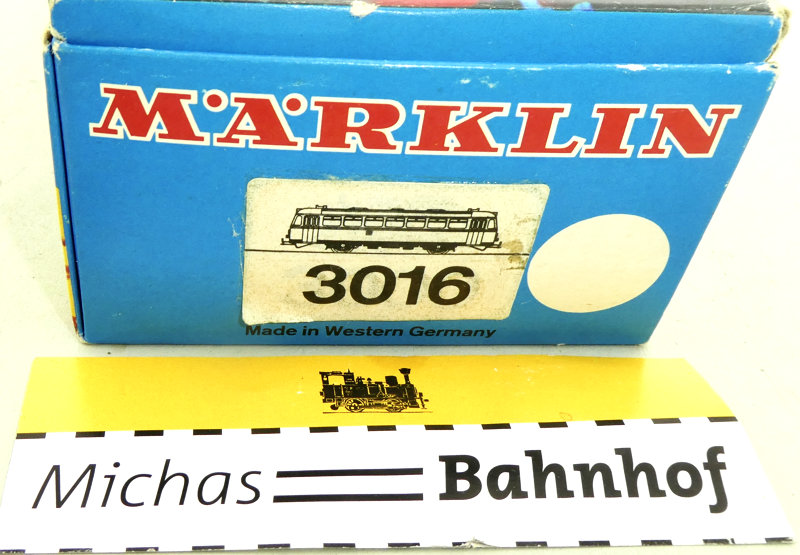 MÄRKLIN
3016
Made in Western Germany
Michas Bahnhof